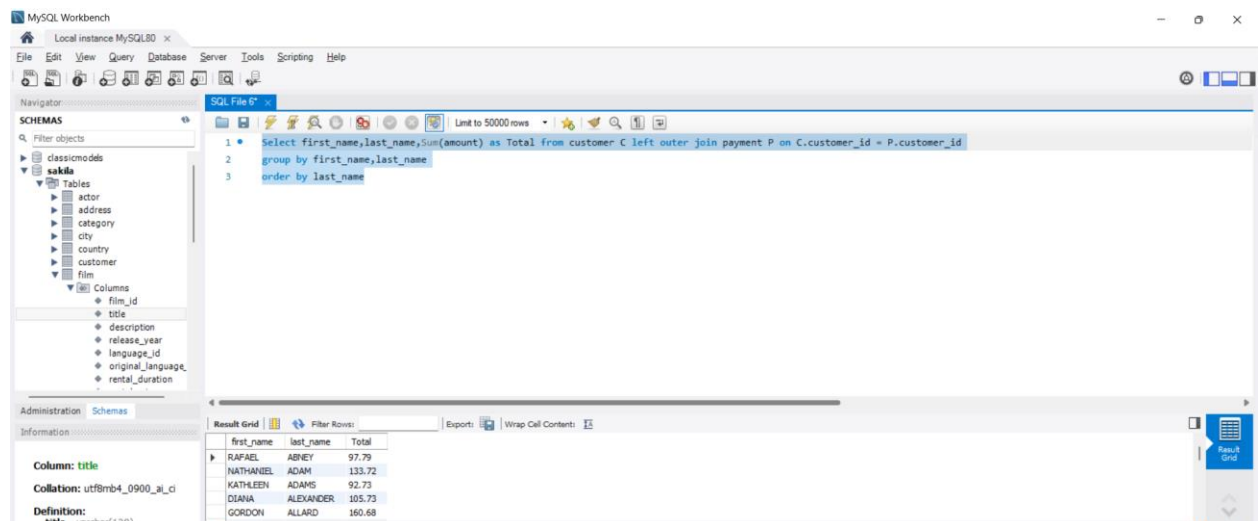 MySQL Workbench
Local instance MySQL80 ×
File Edit View Query Database Server Tools Scripting Help
Navigator
SCHEMAS
Filter objects
classicmodels
sakila
Tables
actor
address
category
city
country
customer
film
Columns
film_id
title
description
release_year
language_id
original_language_
rental_duration
Administration Schemas
Information
Column: title
Collation: utf8mb4_0900_ai_ci
Definition:
SQL File 6* ×
Limit to 50000 rows
1 Select first_name,last_name,Sum(amount) as Total from customer C left outer join payment P on C.customer_id = P.customer_id
2 group by first_name,last_name
3 order by last_name
Result Grid Filter Rows: Export: Wrap Cell Content:
first_name last_name Total
RAFAEL ABNEY 97.79
NATHANIEL ADAM 133.72
KATHLEEN ADAMS 92.73
DIANA ALEXANDER 105.73
GORDON ALLARD 160.68
Result Grid